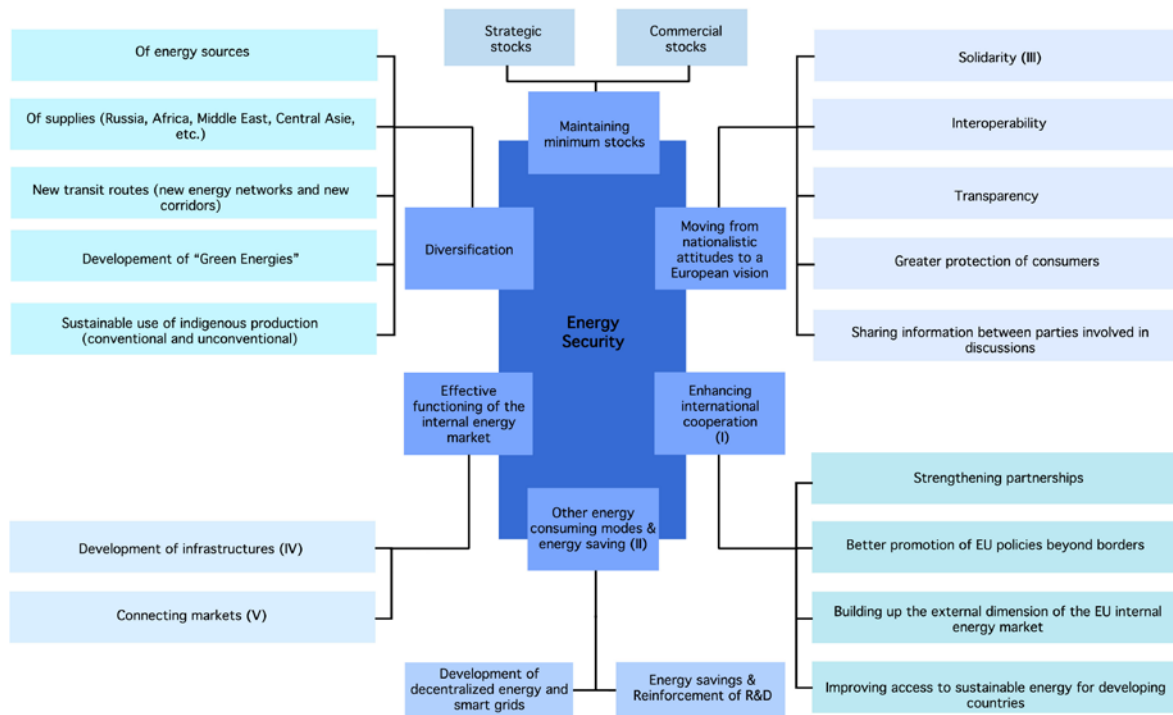 Strategic
stocks
Commercial
stocks
Of energy sources
Of supplies (Russia, Africa, Middle East, Central Asie,
etc.)
New transit routes (new energy networks and new
corridors)
Developement of “Green Energies”
Sustainable use of indigenous production
(conventional and unconventional)
Maintaining
minimum stocks
Diversification
Moving from
nationalistic
attitudes to a
European vision
Solidarity (III)
Interoperability
Transparency
Greater protection of consumers
Sharing information between parties involved in
discussions
Energy
Security
Effective
functioning of the
internal energy
market
Enhancing
international
cooperation
(I)
Other energy
consuming modes &
energy saving (II)
Development of infrastructures (IV)
Connecting markets (V)
Strengthening partnerships
Better promotion of EU policies beyond borders
Building up the external dimension of the EU internal
energy market
Improving access to sustainable energy for developing
countries
Development of
decentralized energy and
smart grids
Energy savings &
Reinforcement of R&D